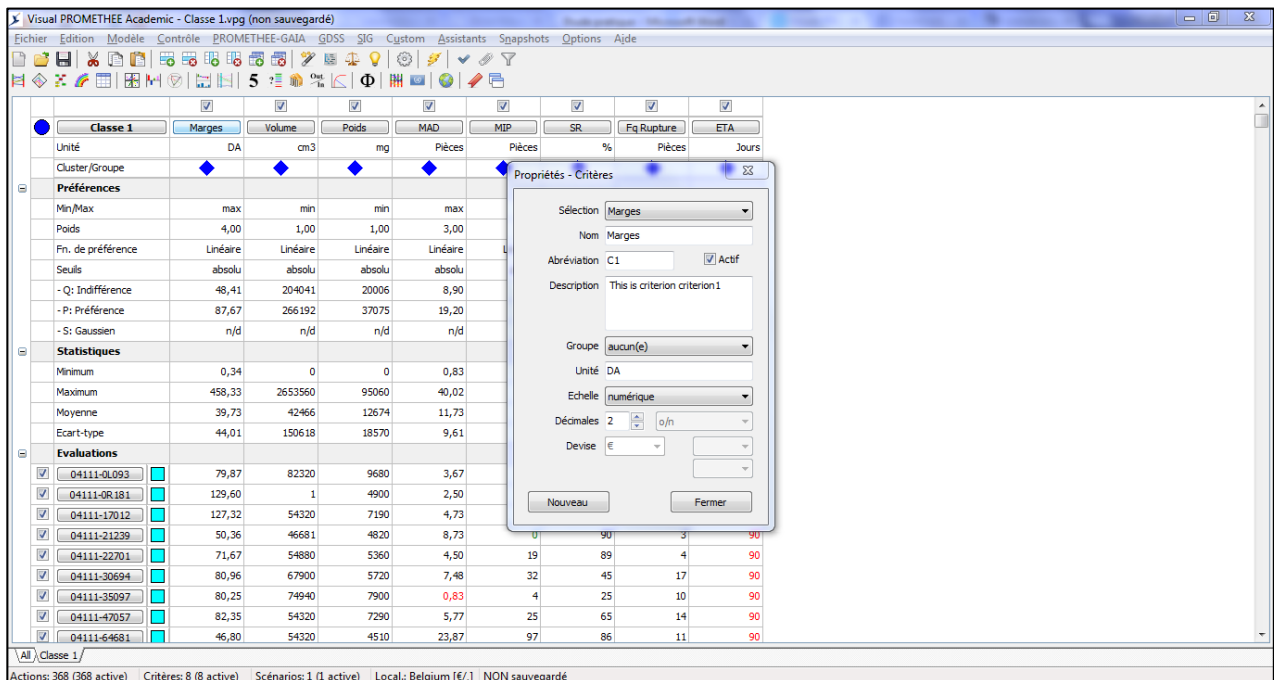 Visual PROMETHEE Academic - Classe 1.vpg (non sauvegardé)
Fichier Edition Modèle Contrôle PROMETHEE-GAIA GDSS SIG Custom Assistants Snapshots Options Ajde
Classe 1 Marges Volume Poids MAD MIP SR Fq Rupture ETA
Unité DA cm3 mg Pièces Pièces % Pièces Jours
Cluster/Groupe
Préférences
Min/Max max min min max
Poids 4,00 1,00 1,00 3,00
Fn. de préférence Linéaire Linéaire Linéaire Linéaire
Seuils absolu absolu absolu absolu
- Q: Indifférence 48,41 204041 20006 8,90
- P: Préférence 87,67 266192 37075 19,20
- S: Gaussien n/d n/d n/d n/d
Statistiques
Minimum 0,34 0 0 0,83
Maximum 458,33 2653560 95060 40,02
Moyenne 39,73 42466 12674 11,73
Ecart-type 44,01 150618 18570 9,61
Evaluations
04111-0L093 79,87 82320 9680 3,67
04111-0R181 129,60 1 4900 2,50
04111-17012 127,32 54320 7190 4,73
04111-21239 50,36 46681 4820 8,73 0 90 3 90
04111-22701 71,67 54880 5360 4,50 19 89 4 90
04111-30694 80,96 67900 5720 7,48 32 45 17 90
04111-35097 80,25 74940 7900 0,83 4 25 10 90
04111-47057 82,35 54320 7290 5,77 25 65 14 90
04111-64681 46,80 54320 4510 23,87 97 86 11 90
Propriétés - Critères
Sélection Marges
Nom Marges
Abréviation C1 Actif
Description This is criterion criterion1
Groupe aucun(e)
Unité DA
Echelle numérique
Décimales 2 o/n
Devise €
Nouveau Fermer
All Classe 1
Actions: 368 (368 active) Critères: 8 (8 active) Scénarios: 1 (1 active) Local.: Belgium [€/.] NON sauvegardé